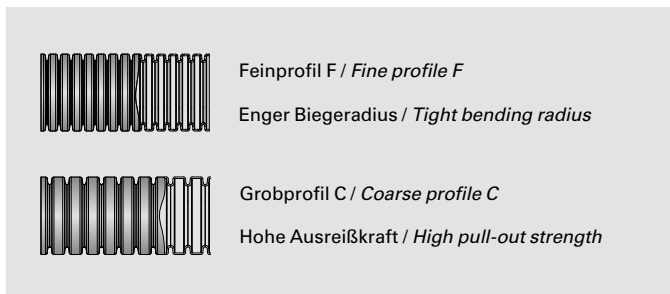 Feinprofil F / Fine profile F
Enger Biegeradius / Tight bending radius
Grobprofil C / Coarse profile C
Hohe Ausreißkraft / High pull-out strength